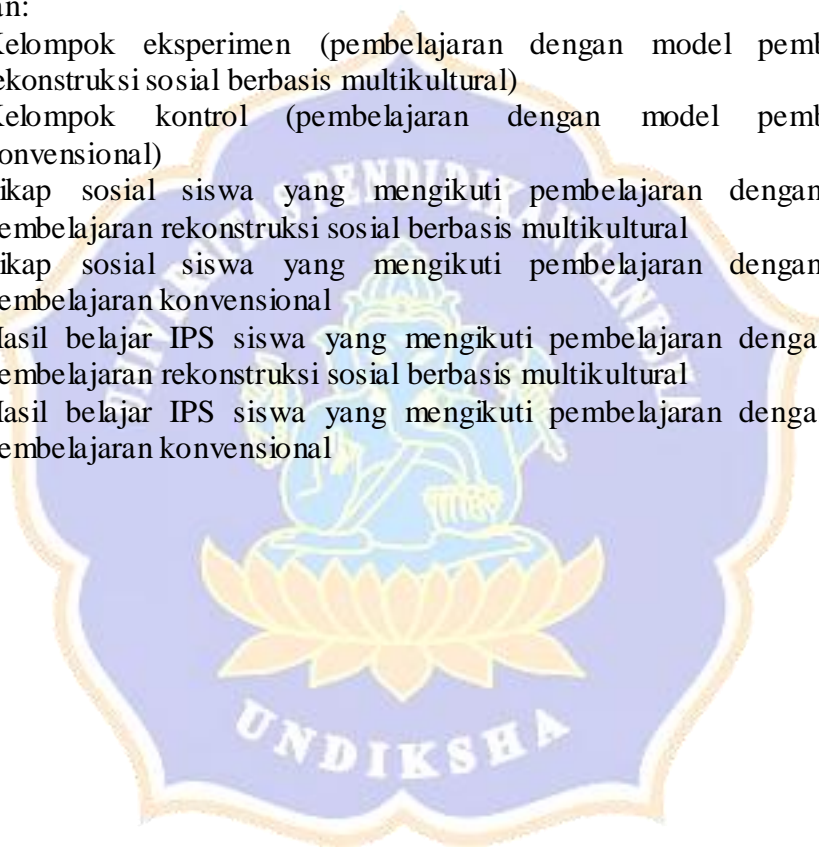 an:
Kelompok eksperimen (pembelajaran dengan model pemb
ekonstruksi sosial berbasis multikultural)
Kelompok kontrol (pembelajaran dengan model pemb
onvensional)
ikap sosial siswa yang mengikuti pembelajaran dengan
embelajaran rekonstruksi sosial berbasis multikultural
ikap sosial siswa yang mengikuti pembelajaran dengan
embelajaran konvensional
Hasil belajar IPS siswa yang mengikuti pembelajaran denga
embelajaran rekonstruksi sosial berbasis multikultural
Hasil belajar IPS siswa yang mengikuti pembelajaran denga
embelajaran konvensional
UNDIKSHA